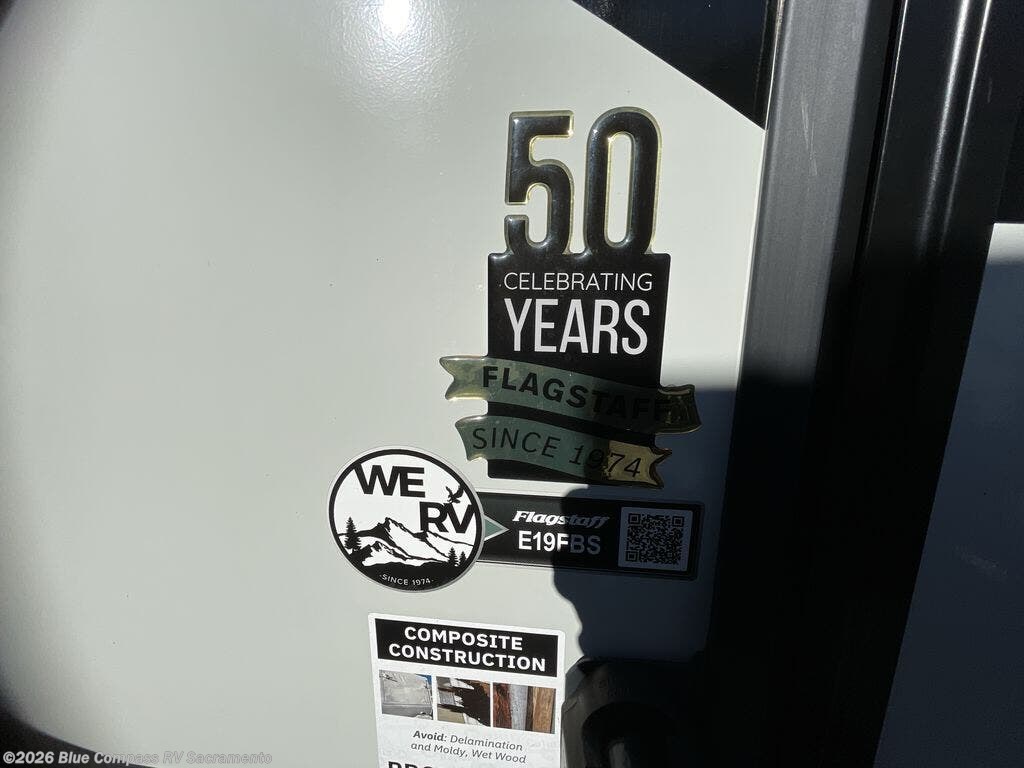 50
CELEBRATING
YEARS
FLAGSTAFF
SINCE 1974
WE
RV
·SINCE 1974·
Flagstaff
E19FBS
COMPOSITE
CONSTRUCTION
Avoid: Delamination
and Moldy, Wet Wood
©2026 Blue Compass RV Sacramento